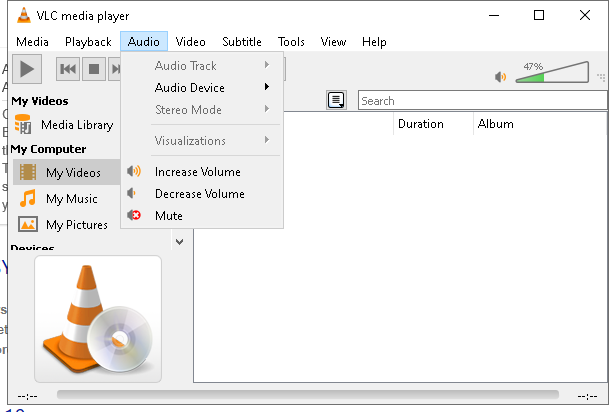 VLC media player
Media Playback Audio Video Subtitle Tools View Help
Audio Track
Audio Device
Stereo Mode
Visualizations
Increase Volume
Decrease Volume
Mute
47%
Search
Duration Album
My Videos
Media Library
My Computer
My Videos
My Music
My Pictures
Devices
--:-- --:--